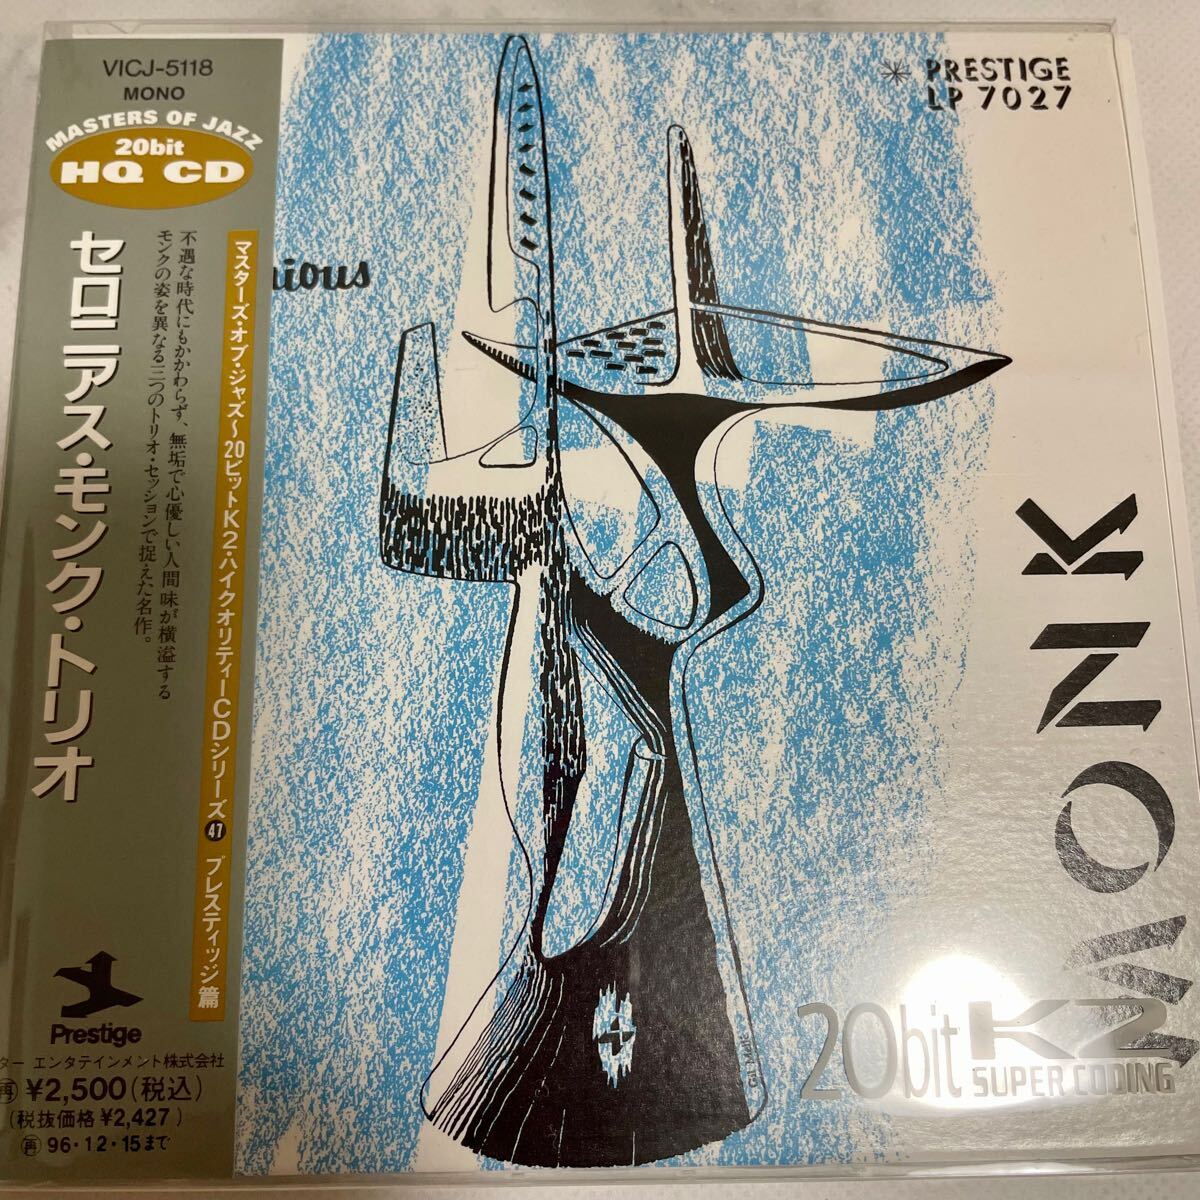 VICJ-5118
MONO
MASTERS OF JAZZ
20bit
HQ CD
セロニアス・モンク・トリオ
不遇な時代にもかかわらず、無垢で心優しい人間味が横溢する
モンクの姿を異なる三つのトリオ・セッションで捉えた名作。
マスターズ・オブ・ジャズ〜20ビットK2・ハイクオリティーCDシリーズ㊼ プレスティッジ篇
Prestige
ター エンタテインメント株式会社
再 ¥2,500(税込)
(税抜価格¥2,427)
再 96・12・15まで
nious
* PRESTIGE
LP 7027
MONK
20bit K2
SUPER CODING